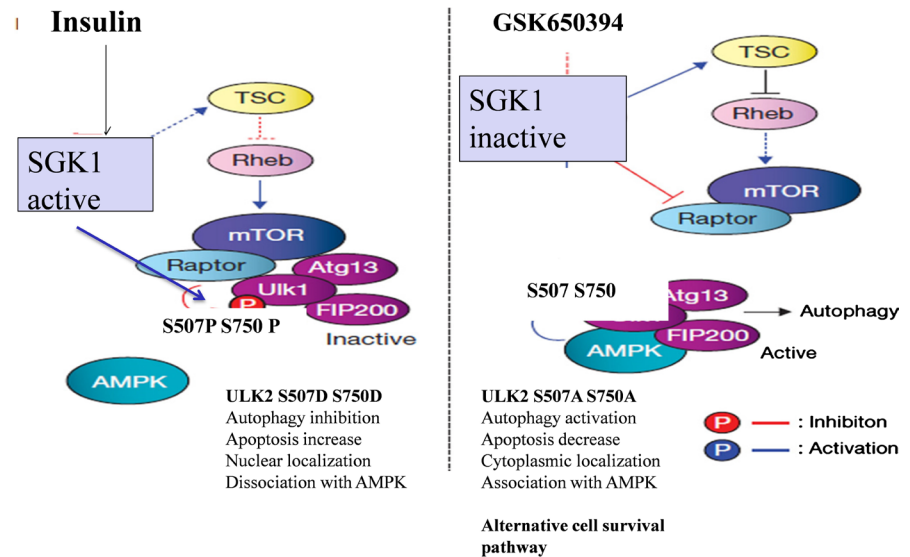 Insulin
TSC
SGK1
active
Rheb
mTOR
Raptor
Atg13
Ulk1
P
FIP200
S507P S750 P
Inactive
AMPK
ULK2 S507D S750D
Autophagy inhibition
Apoptosis increase
Nuclear localization
Dissociation with AMPK
GSK650394
TSC
SGK1
inactive
Rheb
mTOR
Raptor
S507 S750
Atg13
Autophagy
FIP200
AMPK
Active
ULK2 S507A S750A
Autophagy activation
Apoptosis decrease
Cytoplasmic localization
Association with AMPK
Alternative cell survival
pathway
P : Inhibiton
P : Activation